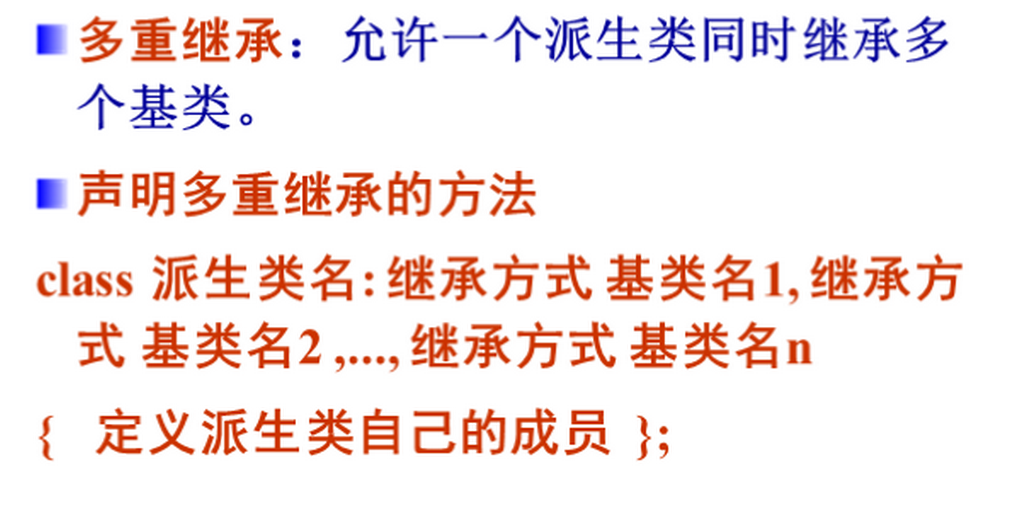 多重继承：允许一个派生类同时继承多
个基类。
声明多重继承的方法
class 派生类名: 继承方式 基类名1, 继承方
式 基类名2 ,..., 继承方式 基类名n
{ 定义派生类自己的成员 };